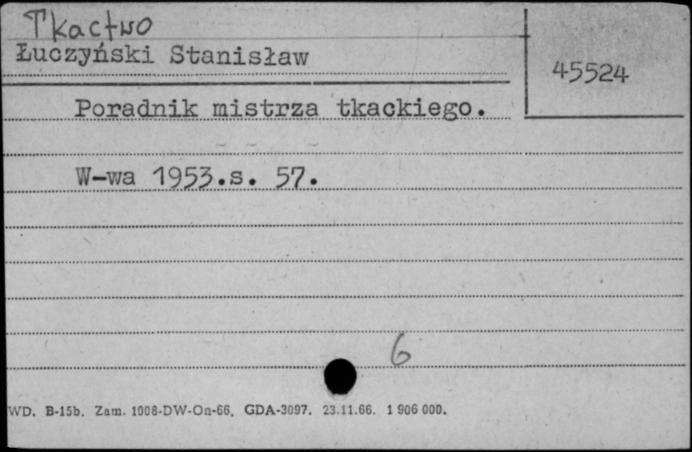 Tkactwo
Łuczyński Stanisław
45524
Poradnik mistrza tkackiego.
W-wa 1953.s. 57.
6
WD. B-15b. Zam. 1008-DW-On-66. GDA-3097. 23.11.66. 1 906 000.